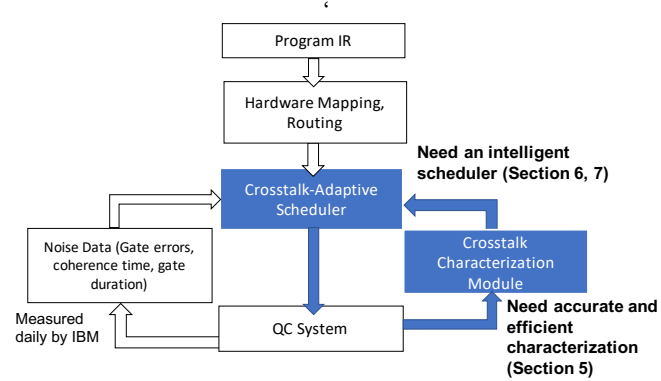 ‘
Program IR
Hardware Mapping,
Routing
Need an intelligent
scheduler (Section 6, 7)
Crosstalk-Adaptive
Scheduler
Noise Data (Gate errors,
coherence time, gate
duration)
Crosstalk
Characterization
Module
Measured
daily by IBM
QC System
Need accurate and
efficient
characterization
(Section 5)